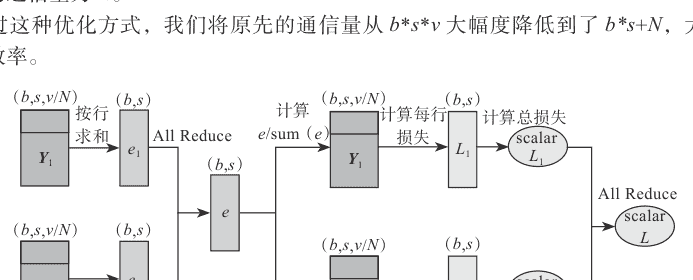 过这种优化方式，我们将原先的通信量从 b*s*v 大幅度降低到了 b*s+N，
效率。
(b,s,v/N)
按行
求和
(b,s)
Y₁
e₁
All Reduce
(b,s)
e
计算
e/sum（e）
(b,s,v/N)
Y₁
计算每行
损失
(b,s)
L₁
计算总损失
scalar
L₁
All Reduce
scalar
L
(b,s,v/N)
(b,s)
(b,s,v/N)
(b,s)